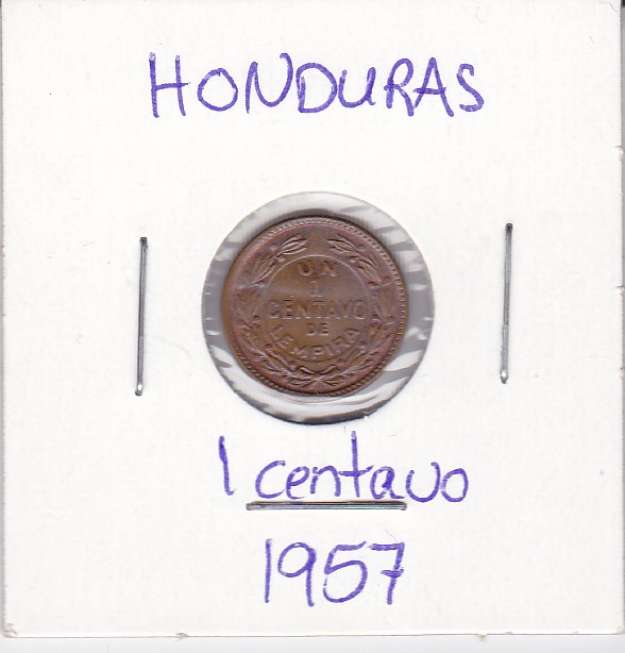 HONDURAS
UN
1
CENTAVO
DE
LEMPIRA
1 centavo
1957